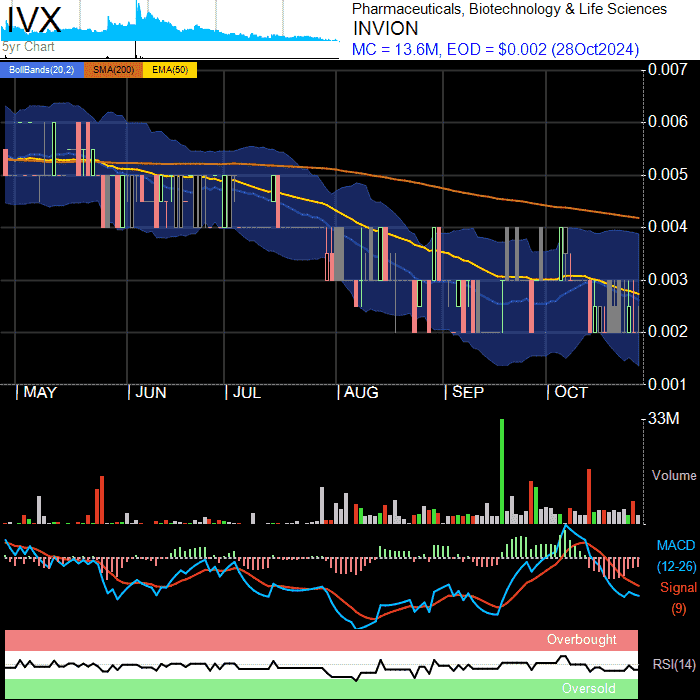 IVX
5yr Chart
Pharmaceuticals, Biotechnology & Life Sciences
INVION
MC = 13.6M, EOD = $0.002 (28Oct2024)
BollBands(20,2) SMA(200) EMA(50)
0.007
0.006
0.005
0.004
0.003
0.002
0.001
MAY JUN JUL AUG SEP OCT
33M
Volume
MACD
(12-26)
Signal
(9)
Overbought
RSI(14)
Oversold